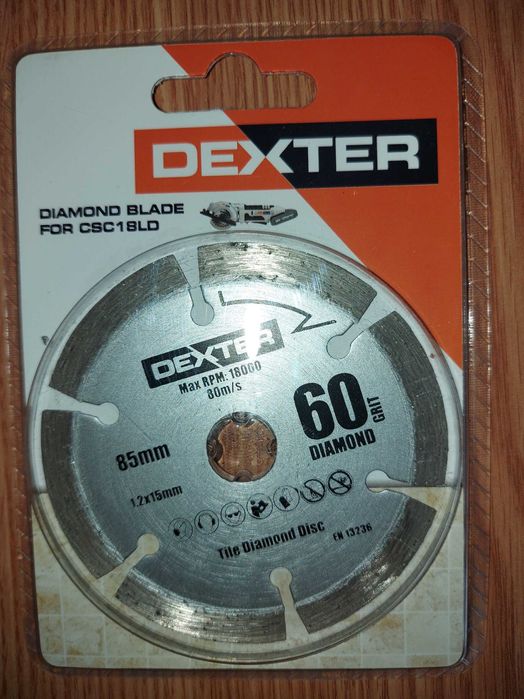 DEXTER
DIAMOND BLADE
FOR CSC18LD
DEXTER
Max RPM: 18000
80m/s
60
GRIT
DIAMOND
85mm
1.2x15mm
EN 13236
Tile Diamond Disc